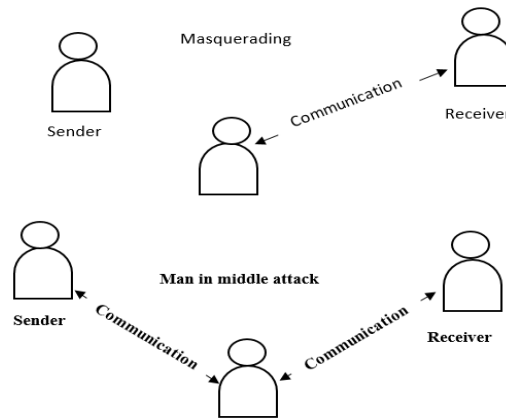 Masquerading
Sender
Communication
Receiver
Man in middle attack
Sender
Communication
Communication
Receiver